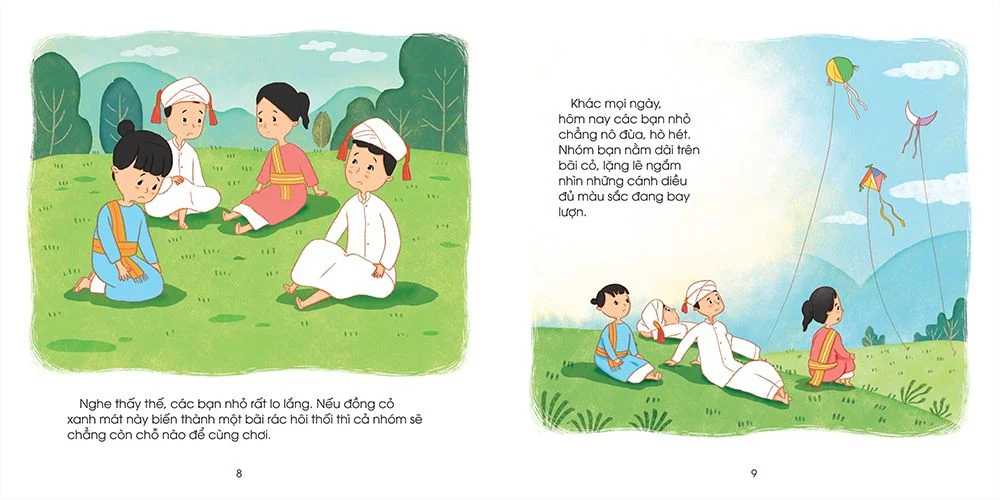 Nghe thấy thế, các bạn nhỏ rất lo lắng. Nếu đồng cỏ
xanh mát này biến thành một bãi rác hôi thối thì cả nhóm sẽ
chẳng còn chỗ nào để cùng chơi.
8
Khác mọi ngày,
hôm nay các bạn nhỏ
chẳng nô đùa, hò hét.
Nhóm bạn nằm dài trên
bãi cỏ, lặng lẽ ngắm
nhìn những cánh diều
đủ màu sắc đang bay
lượn.
9